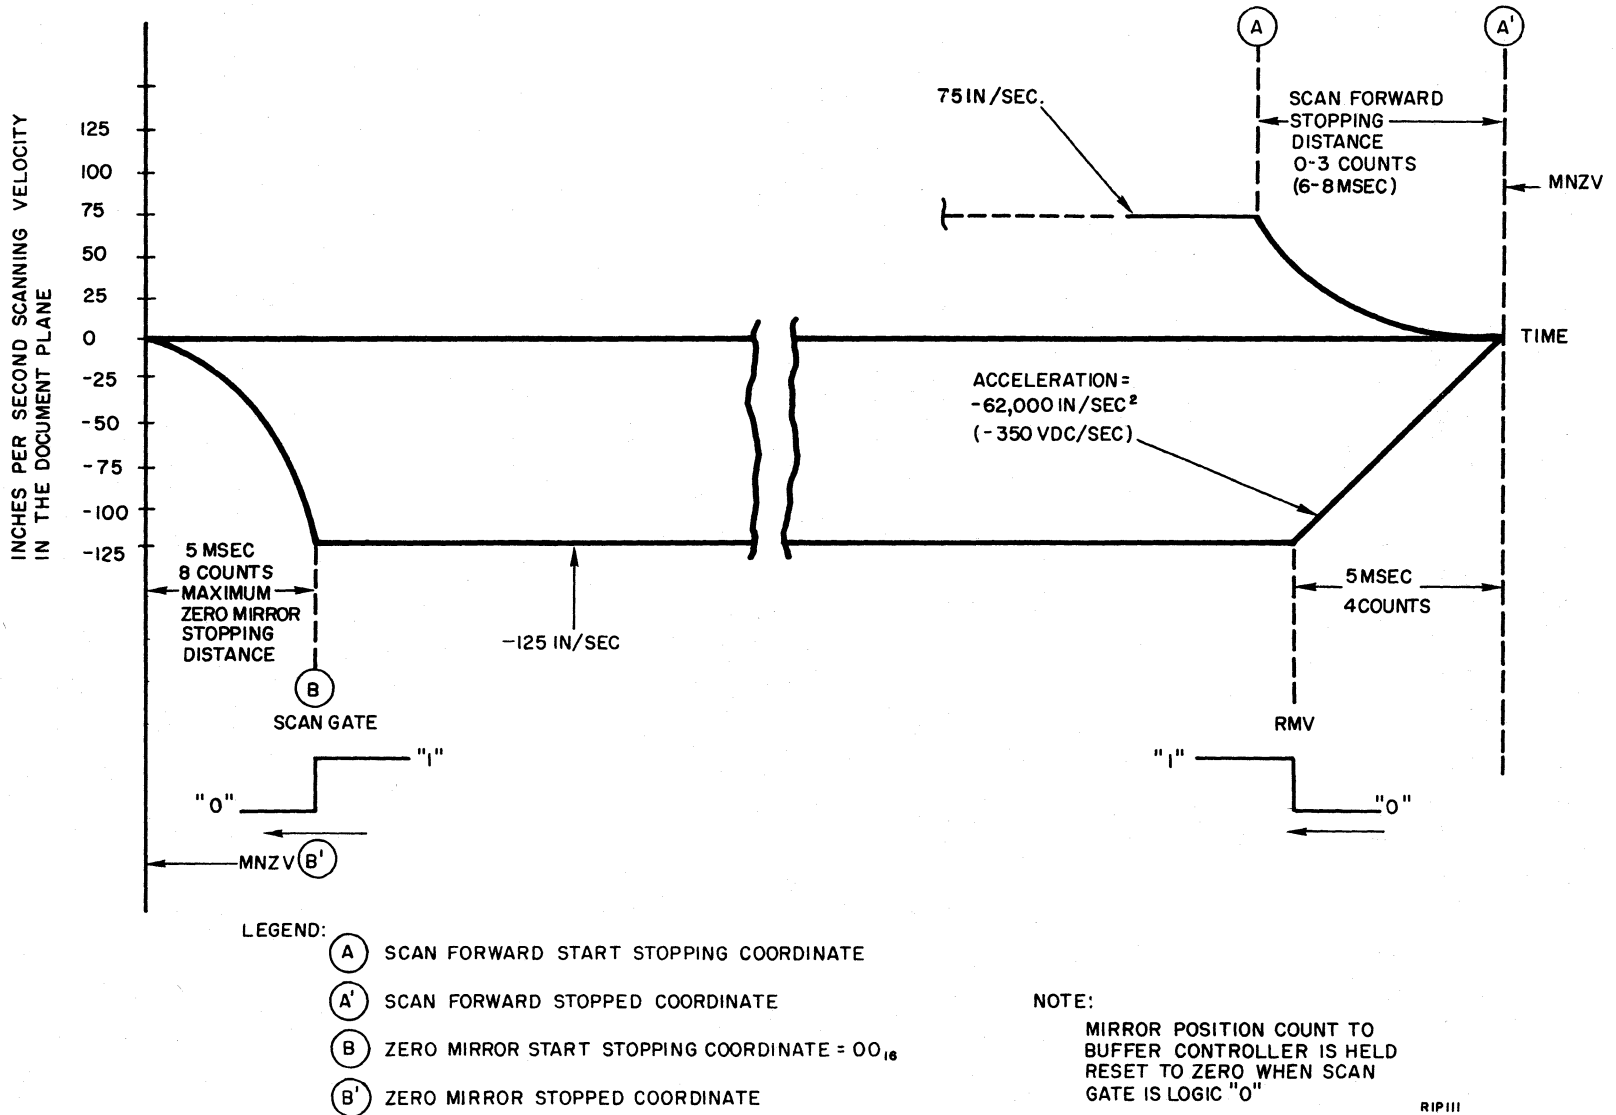 A
A'
75 IN/SEC.
SCAN FORWARD
STOPPING
DISTANCE
0-3 COUNTS
(6-8 MSEC)
MNZV
INCHES PER SECOND SCANNING VELOCITY
IN THE DOCUMENT PLANE
125
100
75
50
25
0
-25
-50
-75
-100
-125
TIME
ACCELERATION=
-62,000 IN/SEC²
(-350 VDC/SEC)
5 MSEC
8 COUNTS
MAXIMUM
ZERO MIRROR
STOPPING
DISTANCE
-125 IN/SEC
5 MSEC
4 COUNTS
B
SCAN GATE
RMV
"1"
"0"
"1"
"0"
MNZV B'
LEGEND:
A SCAN FORWARD START STOPPING COORDINATE
A' SCAN FORWARD STOPPED COORDINATE
B ZERO MIRROR START STOPPING COORDINATE = 00₁₆
B' ZERO MIRROR STOPPED COORDINATE
NOTE:
MIRROR POSITION COUNT TO
BUFFER CONTROLLER IS HELD
RESET TO ZERO WHEN SCAN
GATE IS LOGIC "0"
RIP111